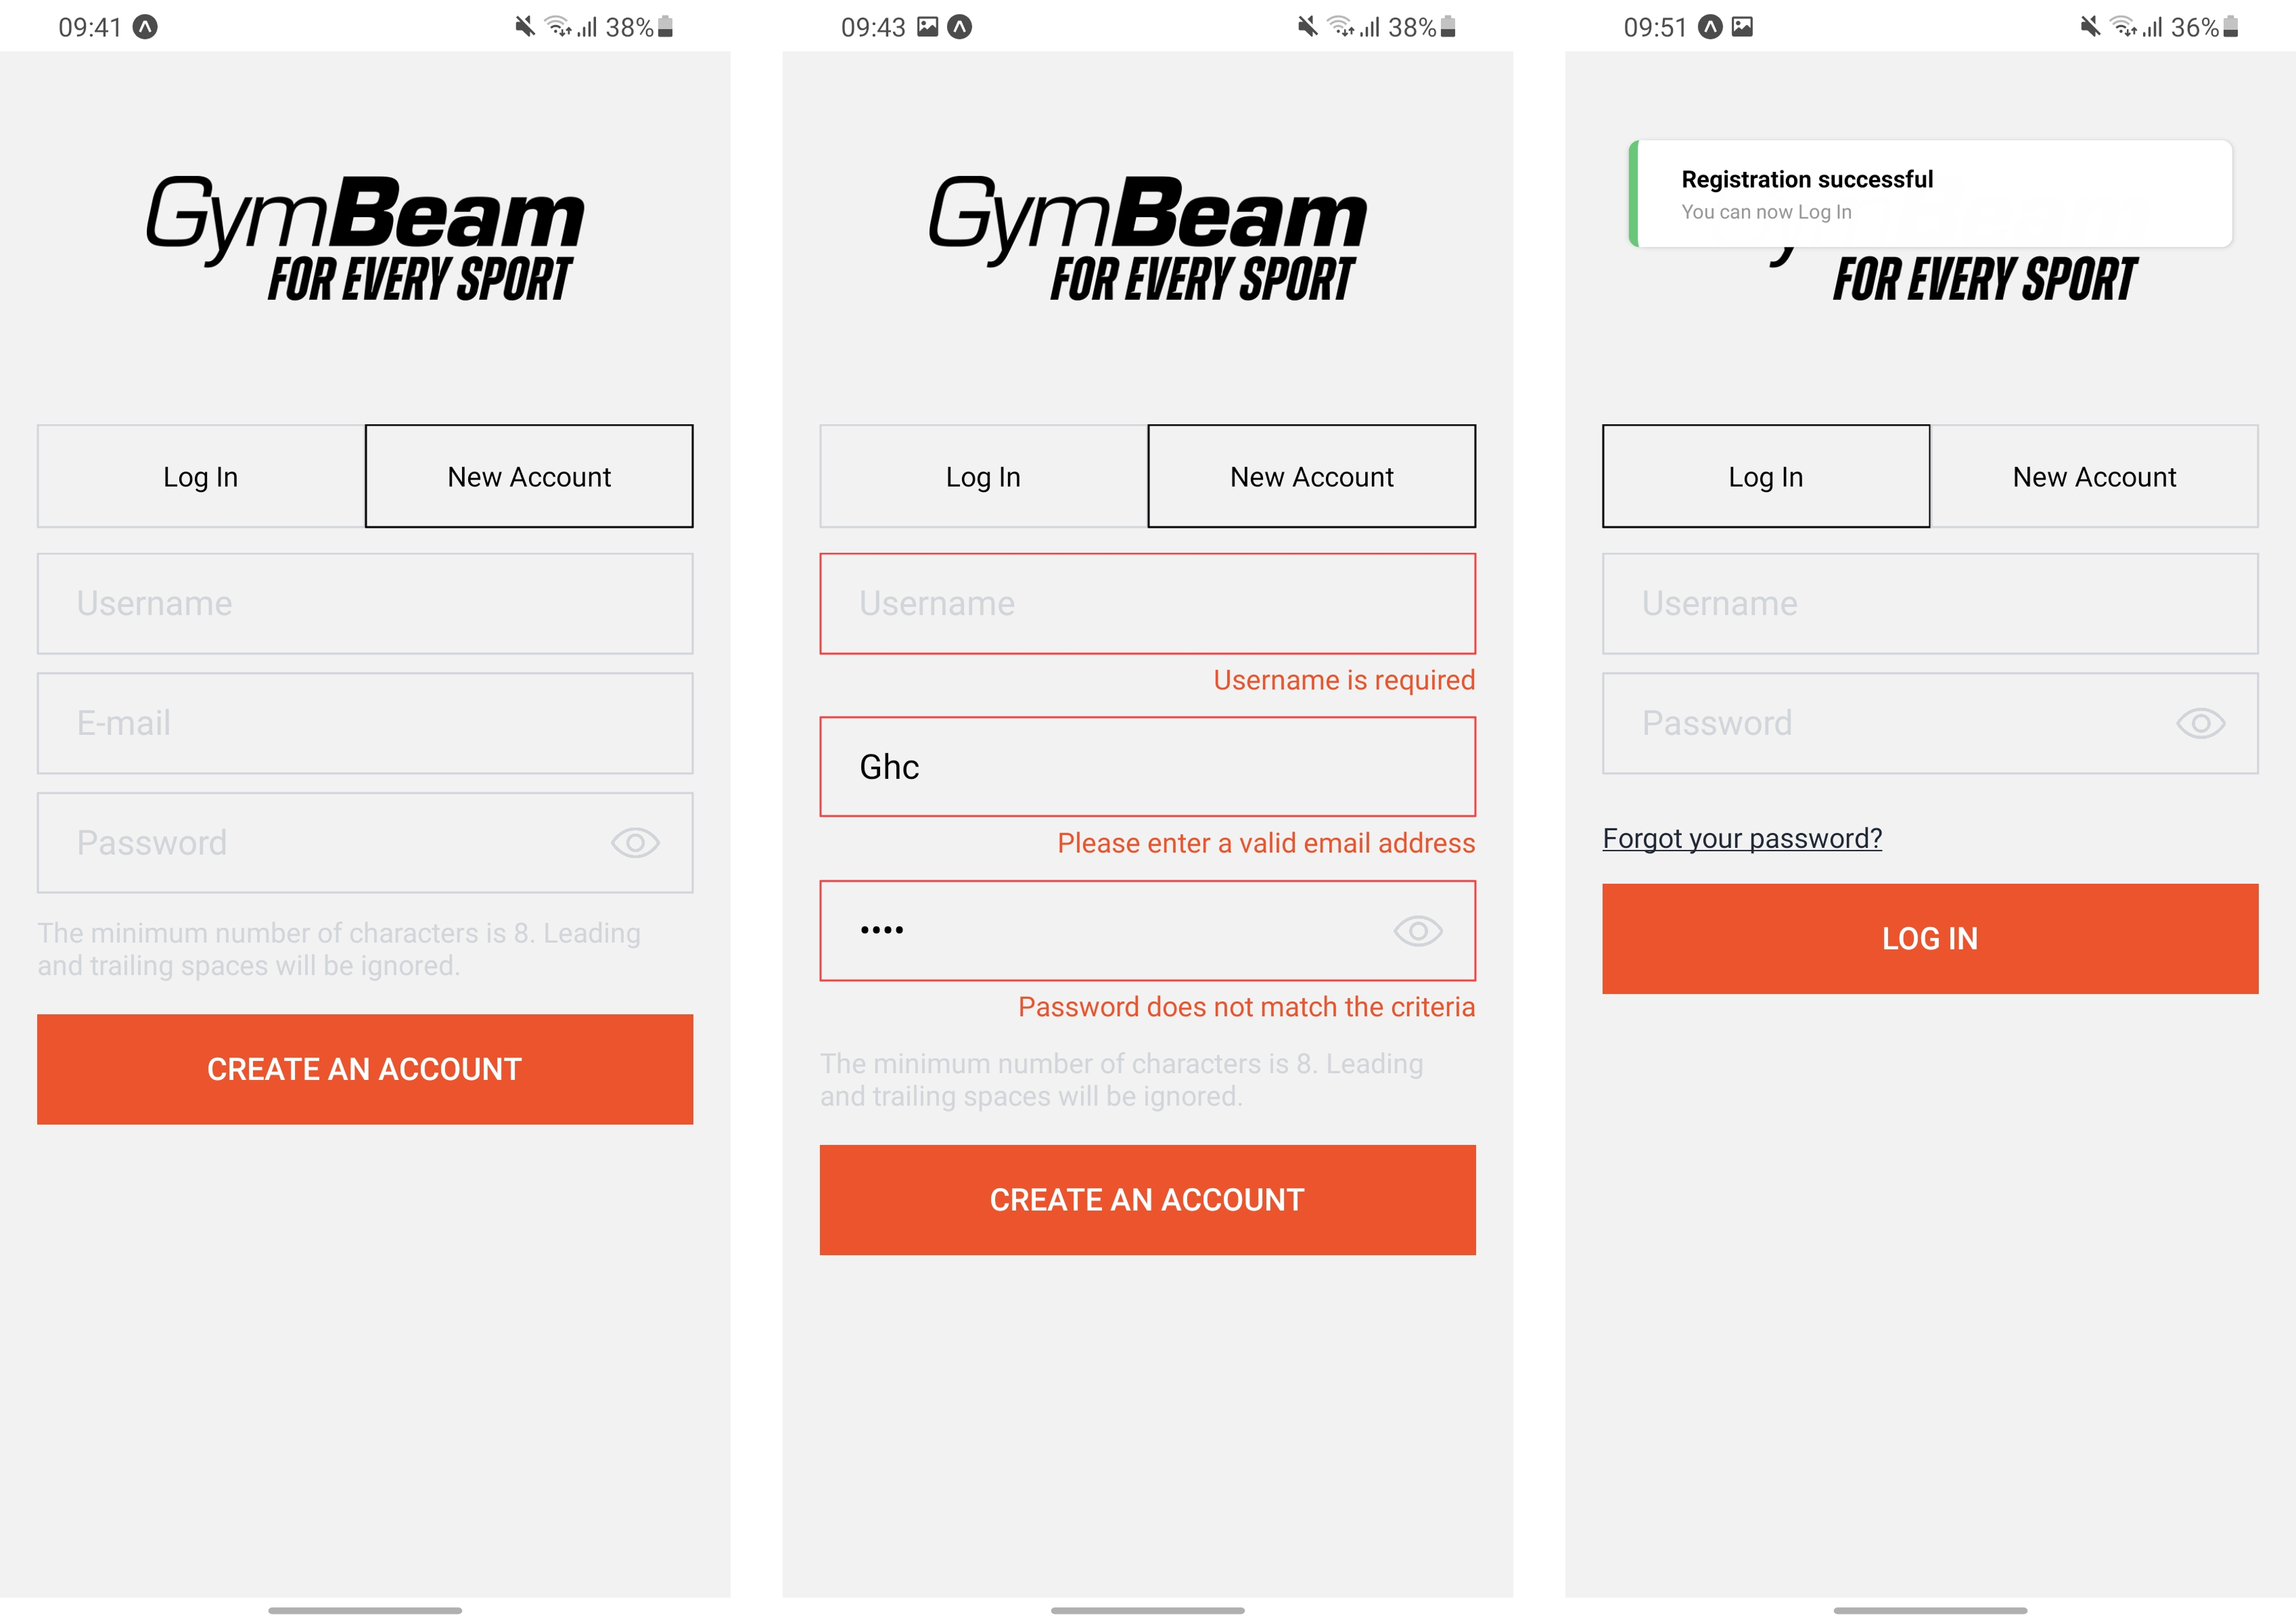 09:41
38%
GymBeam
FOR EVERY SPORT
Log In
New Account
Username
E-mail
Password
The minimum number of characters is 8. Leading
and trailing spaces will be ignored.
CREATE AN ACCOUNT
09:43
38%
GymBeam
FOR EVERY SPORT
Log In
New Account
Username
Username is required
Ghc
Please enter a valid email address
••••
Password does not match the criteria
The minimum number of characters is 8. Leading
and trailing spaces will be ignored.
CREATE AN ACCOUNT
09:51
36%
Registration successful
You can now Log In
FOR EVERY SPORT
Log In
New Account
Username
Password
Forgot your password?
LOG IN